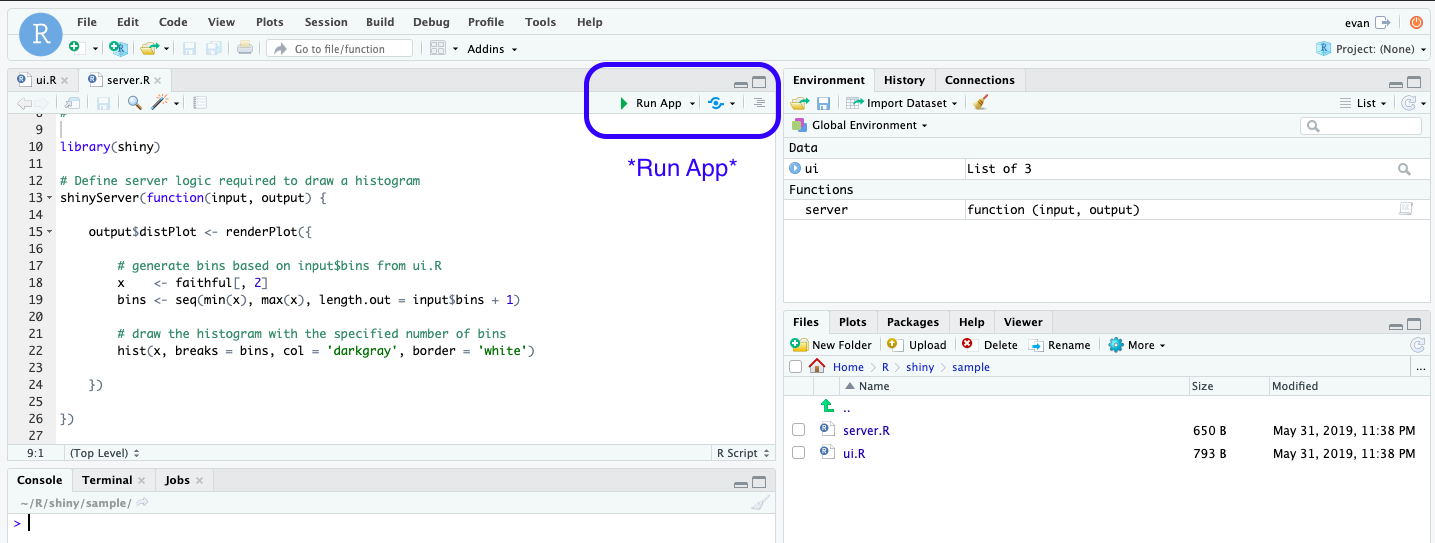 R File Edit Code View Plots Session Build Debug Profile Tools Help evan
Go to file/function Addins Project: (None)
ui.R server.R
Run App
8 #
9
10 library(shiny)
11
12 # Define server logic required to draw a histogram
13 shinyServer(function(input, output) {
14
15 output$distPlot <- renderPlot({
16
17 # generate bins based on input$bins from ui.R
18 x <- faithful[, 2]
19 bins <- seq(min(x), max(x), length.out = input$bins + 1)
20
21 # draw the histogram with the specified number of bins
22 hist(x, breaks = bins, col = 'darkgray', border = 'white')
23
24 })
25
26 })
27
*Run App*
9:1 (Top Level) R Script
Console Terminal Jobs
~/R/shiny/sample/
>
Environment History Connections
Import Dataset List
Global Environment
Data
ui List of 3
Functions
server function (input, output)
Files Plots Packages Help Viewer
New Folder Upload Delete Rename More
Home > R > shiny > sample ...
Name Size Modified
..
server.R 650 B May 31, 2019, 11:38 PM
ui.R 793 B May 31, 2019, 11:38 PM